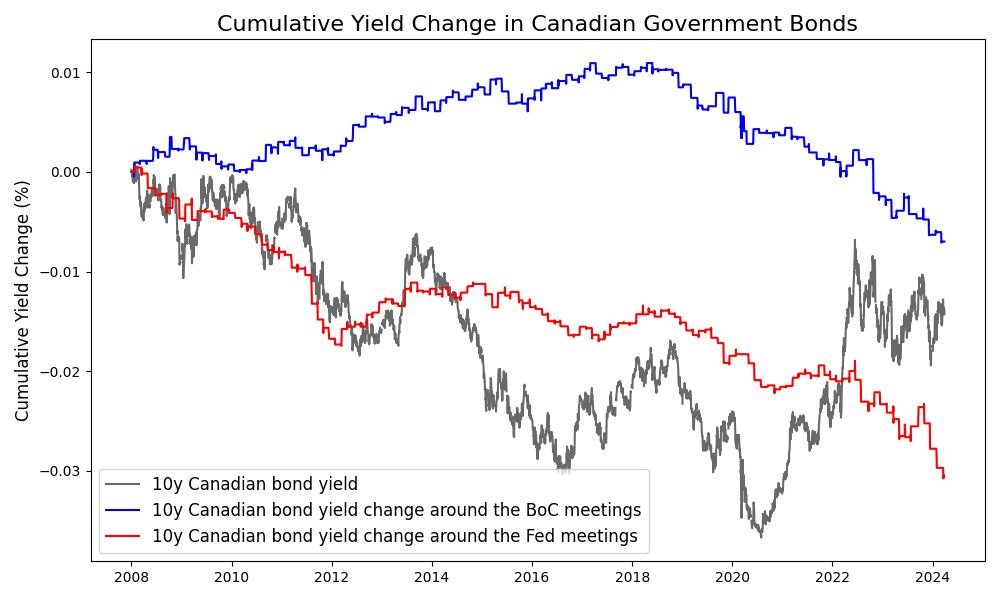 Cumulative Yield Change in Canadian Government Bonds
Cumulative Yield Change (%)
0.01
0.00
−0.01
−0.02
−0.03
10y Canadian bond yield
10y Canadian bond yield change around the BoC meetings
10y Canadian bond yield change around the Fed meetings
2008 2010 2012 2014 2016 2018 2020 2022 2024